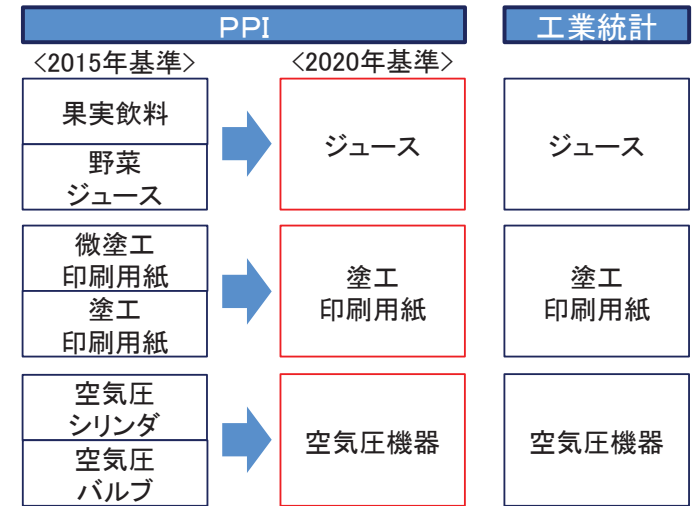 PPI
工業統計
<2015年基準>
<2020年基準>
果実飲料
野菜
ジュース
ジュース
ジュース
微塗工
印刷用紙
塗工
印刷用紙
塗工
印刷用紙
塗工
印刷用紙
空気圧
シリンダ
空気圧
バルブ
空気圧機器
空気圧機器